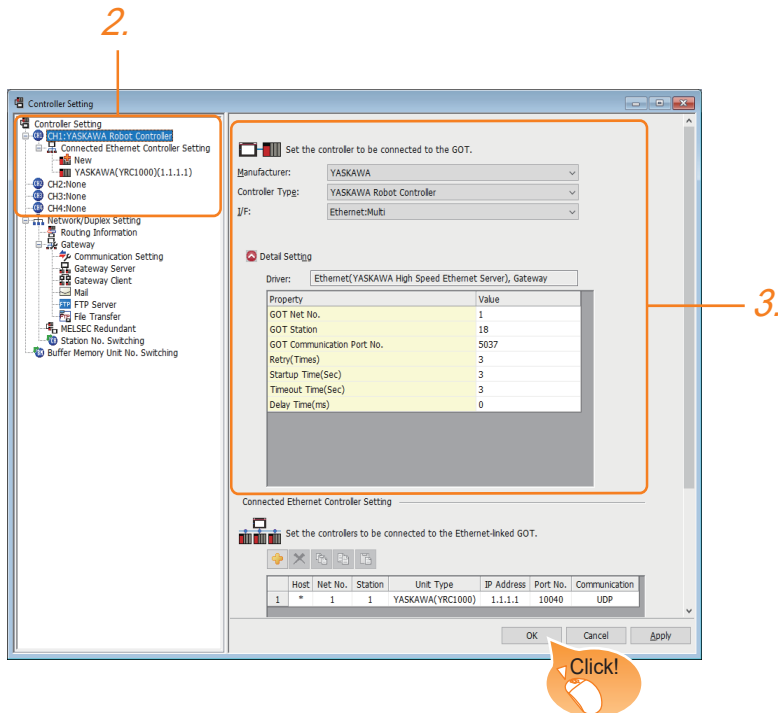 2.
Controller Setting
Controller Setting
CH1:YASKAWA Robot Controller
Connected Ethernet Controller Setting
New
YASKAWA(YRC1000)(1.1.1.1)
CH2:None
CH3:None
CH4:None
Network/Duplex Setting
Routing Information
Gateway
Communication Setting
Gateway Server
Gateway Client
Mail
FTP FTP Server
File Transfer
MELSEC Redundant
Station No. Switching
Buffer Memory Unit No. Switching
Set the controller to be connected to the GOT.
Manufacturer: YASKAWA
Controller Type: YASKAWA Robot Controller
I/F: Ethernet:Multi
Detail Setting
Driver: Ethernet(YASKAWA High Speed Ethernet Server), Gateway
Property Value
GOT Net No. 1
GOT Station 18
GOT Communication Port No. 5037
Retry(Times) 3
Startup Time(Sec) 3
Timeout Time(Sec) 3
Delay Time(ms) 0
3.
Connected Ethernet Controller Setting
Set the controllers to be connected to the Ethernet-linked GOT.
Host Net No. Station Unit Type IP Address Port No. Communication
1 * 1 1 YASKAWA(YRC1000) 1.1.1.1 10040 UDP
OK Cancel Apply
Click!